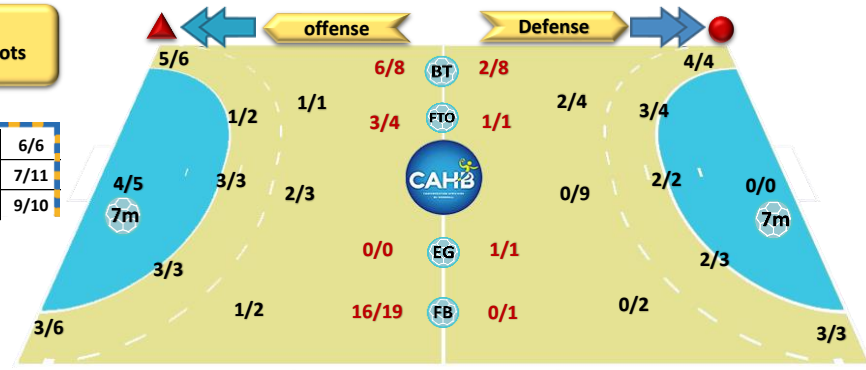 offense
Defense
ots
5/6
6/8
BT
2/8
4/4
1/2
1/1
3/4
FTO
1/1
2/4
3/4
6/6
7/11
9/10
4/5
7m
3/3
2/3
CAHB
0/9
2/2
0/0
7m
3/3
0/0
EG
1/1
2/3
3/6
1/2
16/19
FB
0/1
0/2
3/3